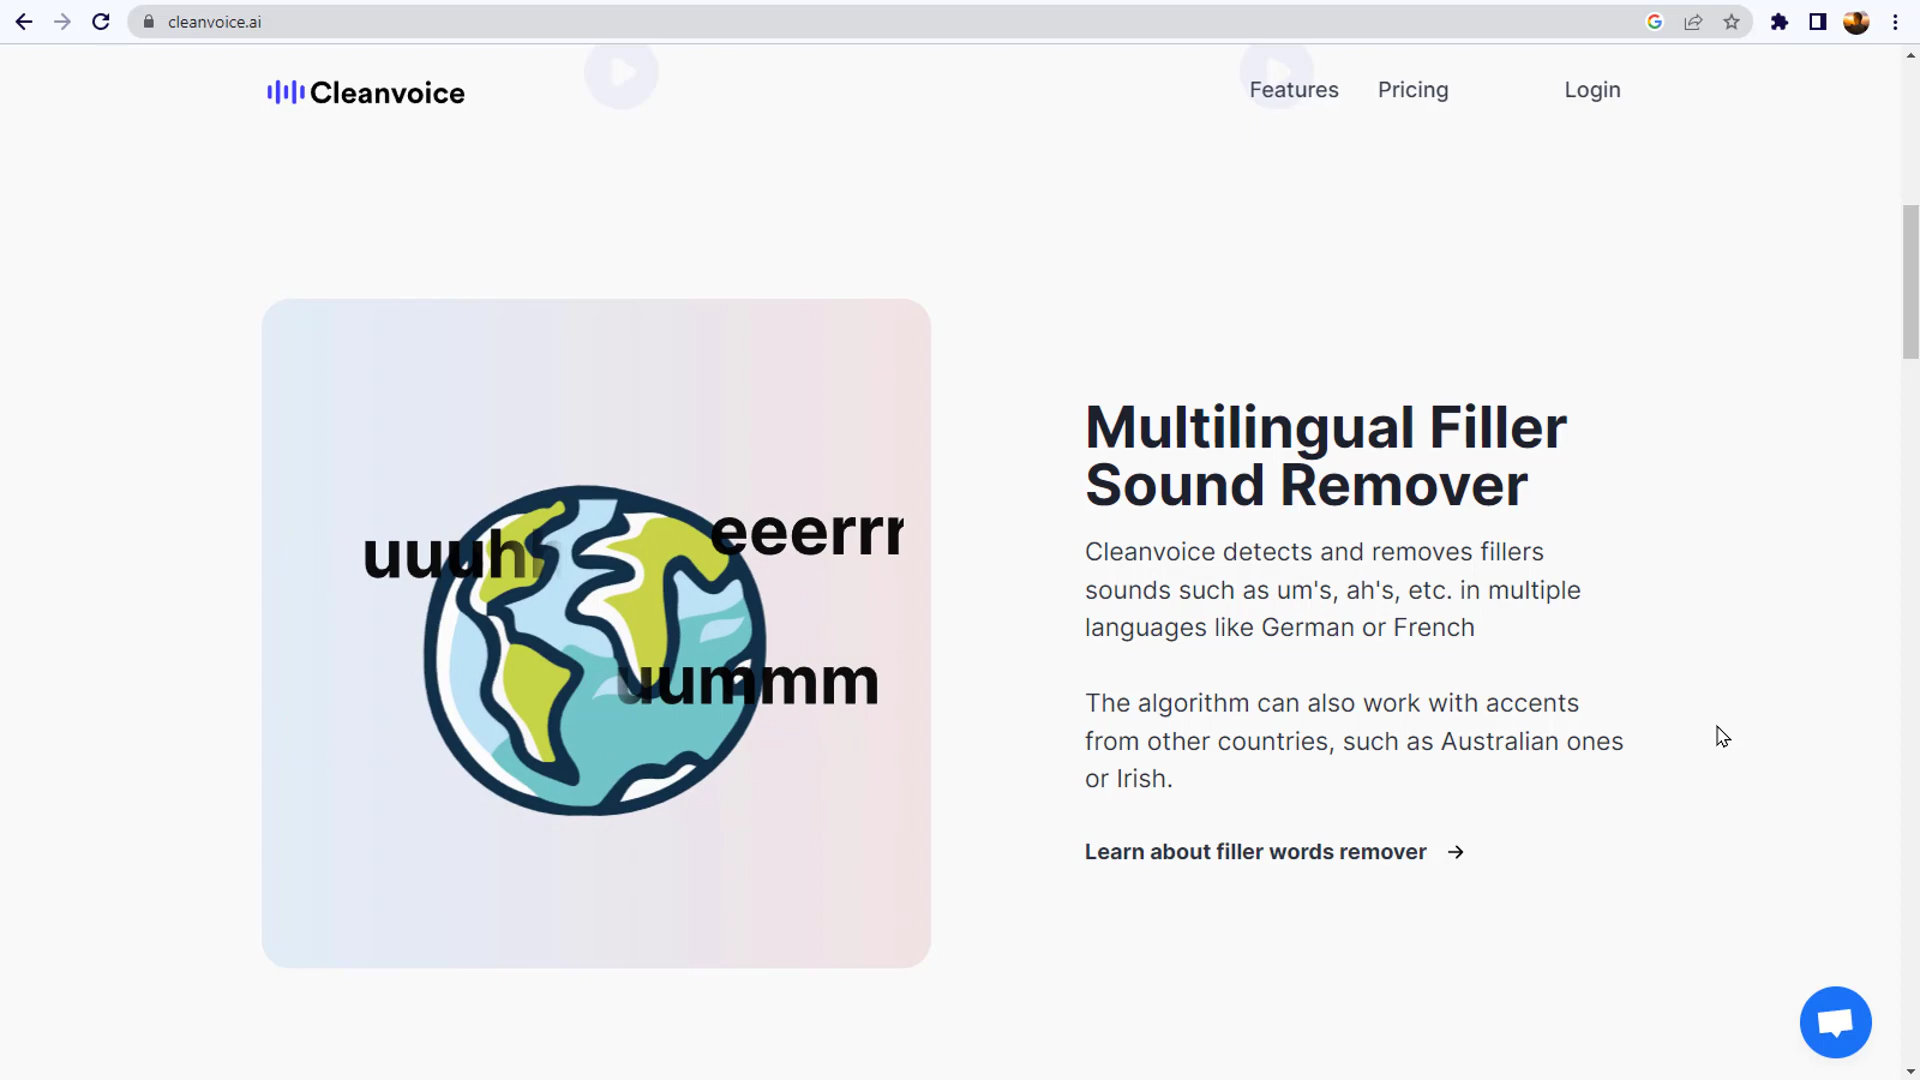 cleanvoice.ai
Cleanvoice
Features
Pricing
Login
uuuh
eeerrr
uummm
Multilingual Filler
Sound Remover
Cleanvoice detects and removes fillers
sounds such as um's, ah's, etc. in multiple
languages like German or French
The algorithm can also work with accents
from other countries, such as Australian ones
or Irish.
Learn about filler words remover →